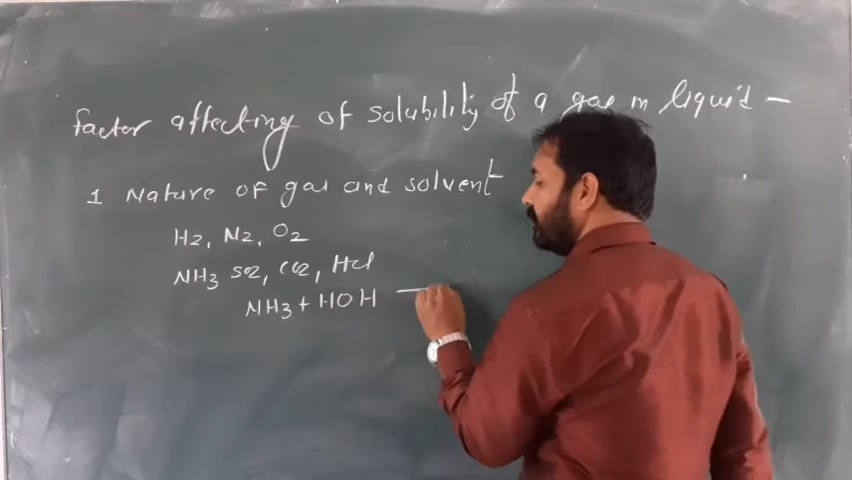 factor affecting of solubility of a gas in liquid -
1 Nature of gas and solvent
H2, N2, O2
NH3 SO2, CO2, HCl
NH3 + HOH —